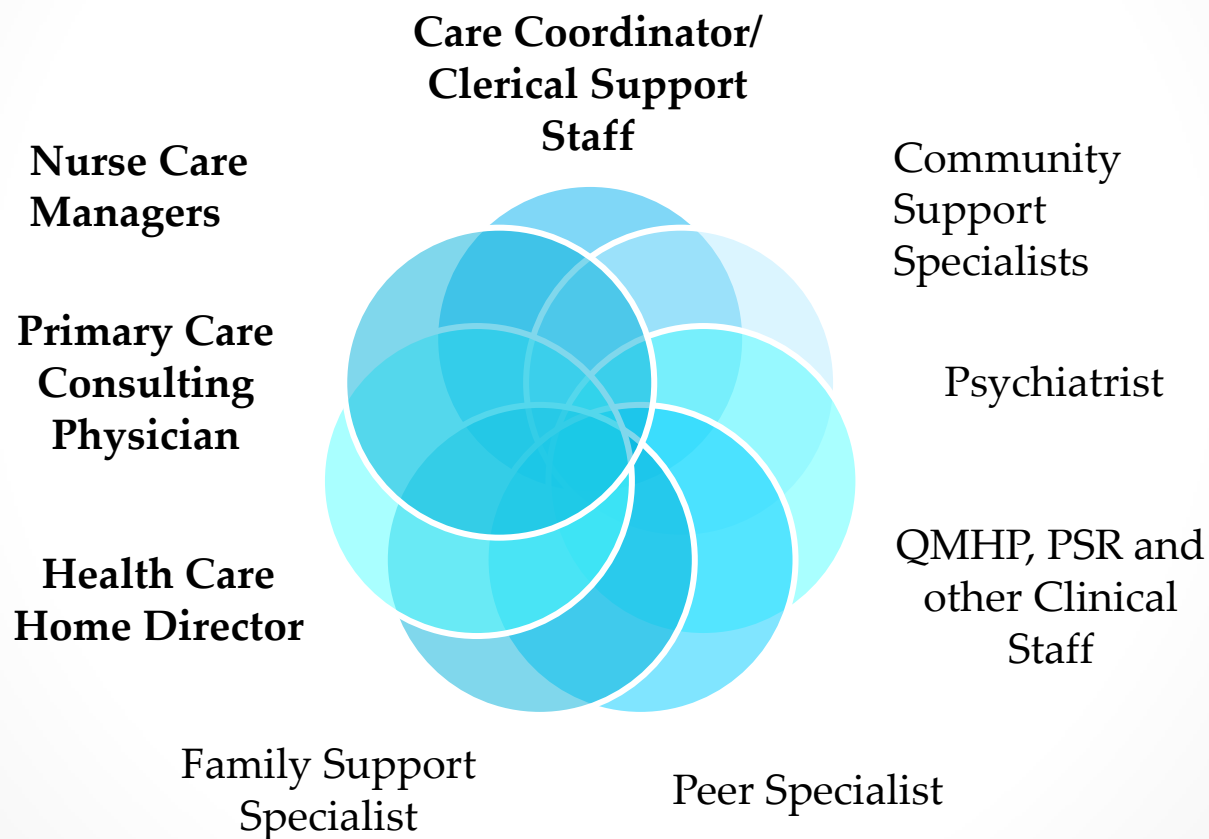 Care Coordinator/
Clerical Support
Staff
Nurse Care
Managers
Community
Support
Specialists
Primary Care
Consulting
Physician
Psychiatrist
Health Care
Home Director
QMHP, PSR and
other Clinical
Staff
Family Support
Specialist
Peer Specialist